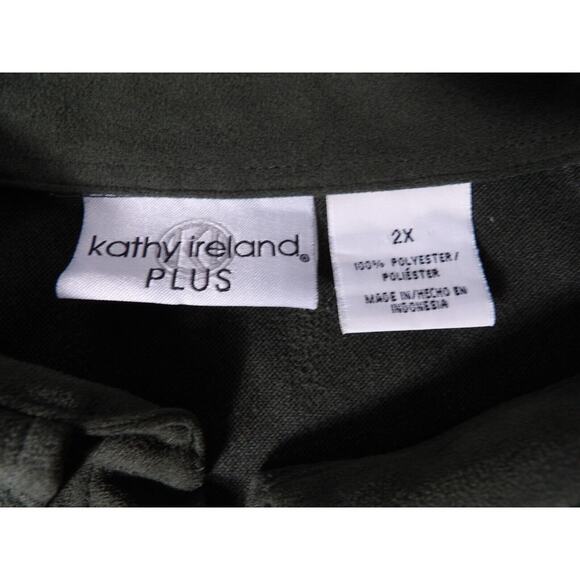 kathy ireland®
PLUS
2X
100% POLYESTER/
POLIÉSTER
MADE IN/HECHO EN
INDONESIA